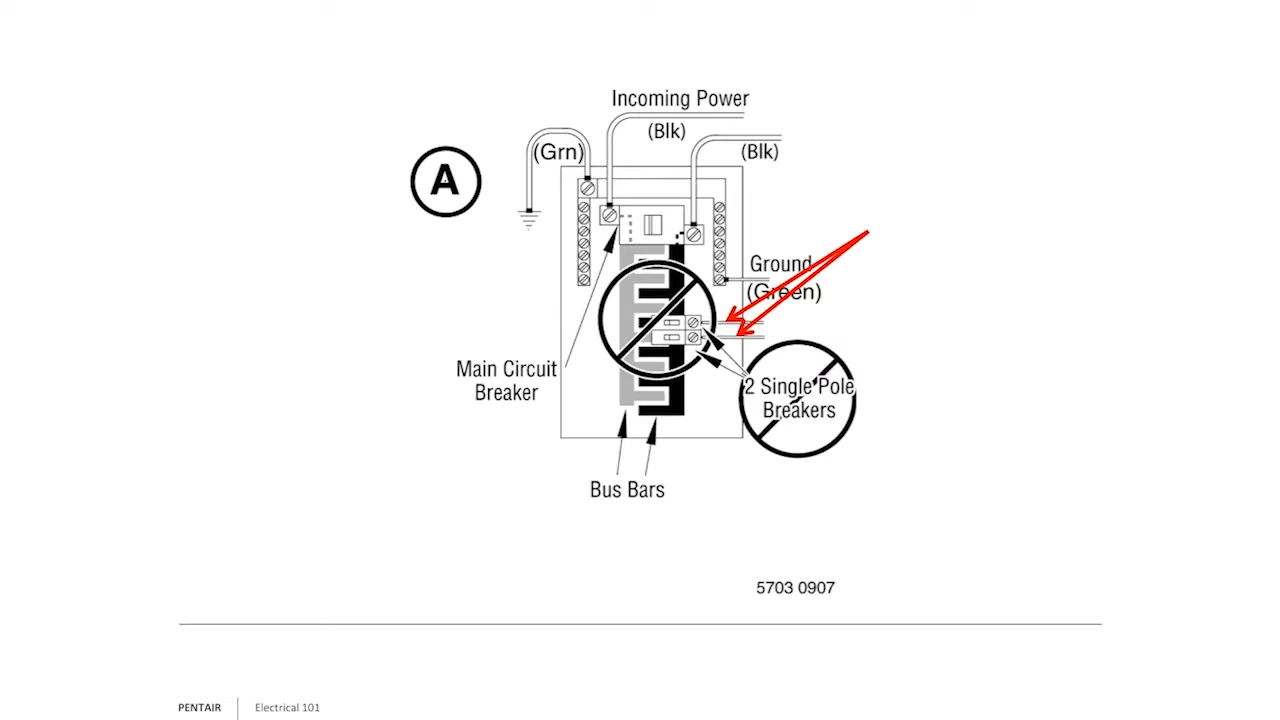 Incoming Power
(Blk)
(Grn)
(Blk)
A
Ground
(Green)
Main Circuit
Breaker
2 Single Pole
Breakers
Bus Bars
5703 0907
PENTAIR
Electrical 101